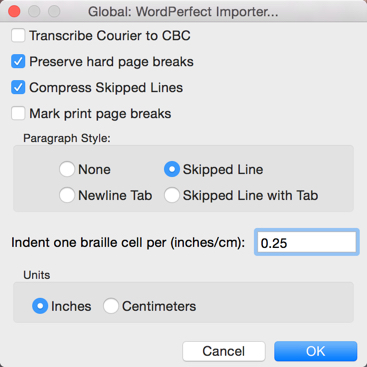 Global: WordPerfect Importer...
Transcribe Courier to CBC
Preserve hard page breaks
Compress Skipped Lines
Mark print page breaks
Paragraph Style:
None Skipped Line
Newline Tab Skipped Line with Tab
Indent one braille cell per (inches/cm): 0.25
Units
Inches Centimeters
Cancel OK